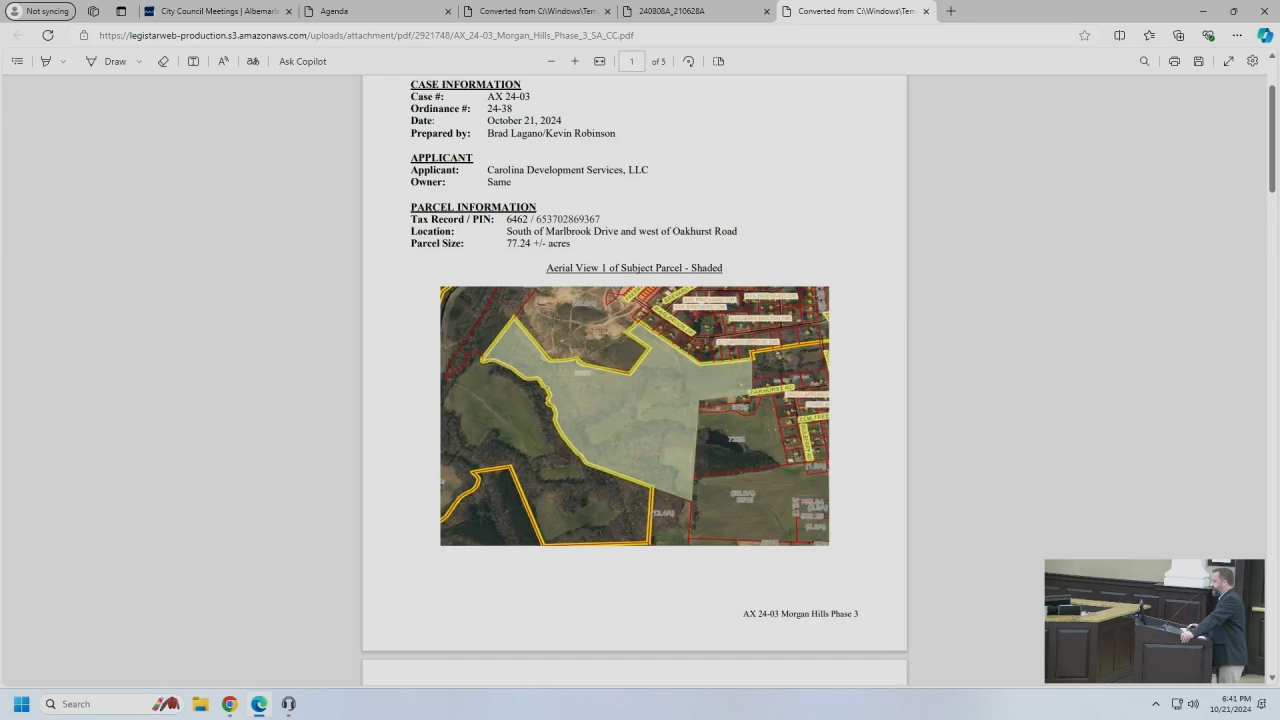 Not syncing
City Council Meetings | Albemarle
Agenda
Converted from C:\Windows\Tem
240808A_210628A
Converted from C:\Windows\Tem
https://legistarweb-production.s3.amazonaws.com/uploads/attachment/pdf/2921748/AX_24-03_Morgan_Hills_Phase_3_SA_CC.pdf
Draw
Ask Copilot
1 of 5
CASE INFORMATION
Case #: AX 24-03
Ordinance #: 24-38
Date: October 21, 2024
Prepared by: Brad Lagano/Kevin Robinson
APPLICANT
Applicant: Carolina Development Services, LLC
Owner: Same
PARCEL INFORMATION
Tax Record / PIN: 6462 / 653702869367
Location: South of Marlbrook Drive and west of Oakhurst Road
Parcel Size: 77.24 +/- acres
Aerial View 1 of Subject Parcel - Shaded
OAKHURST RD
AX 24-03 Morgan Hills Phase 3
Search
6:41 PM
10/21/2024